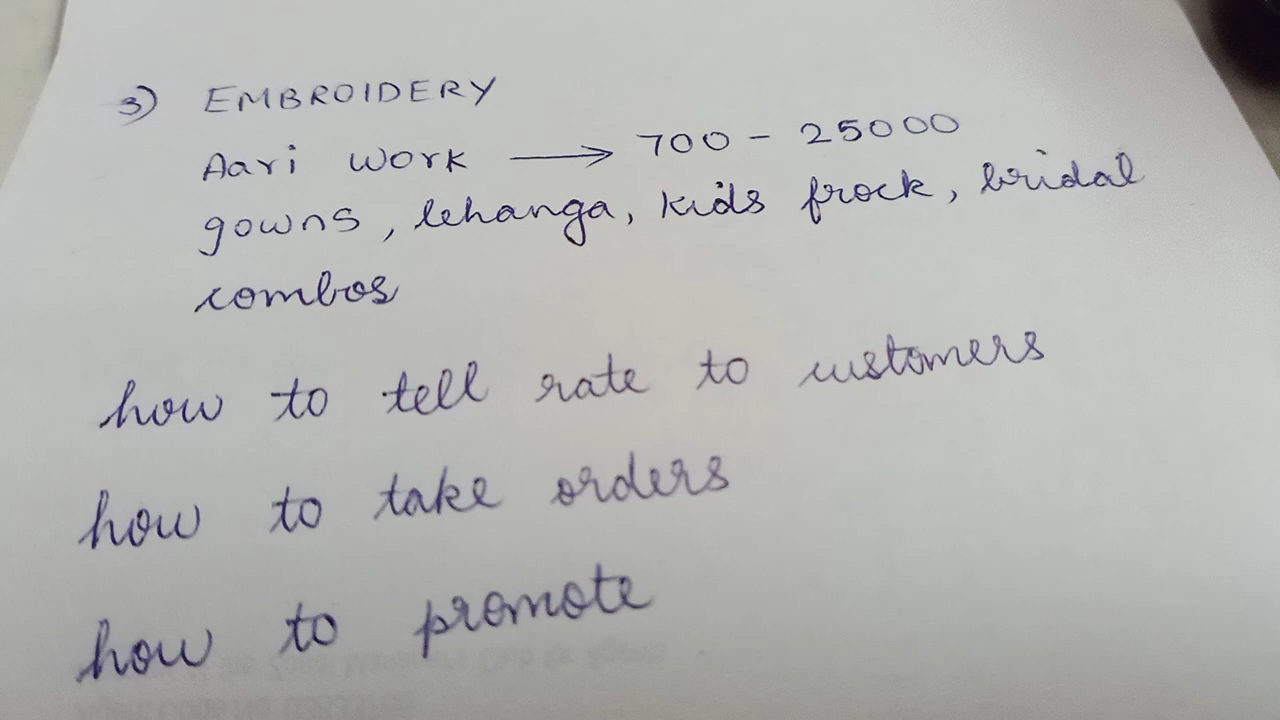 3) EMBROIDERY
Aari work → 700 - 25000
gowns, lehanga, kids frock, bridal
combos
how to tell rate to customers
how to take orders
how to promote